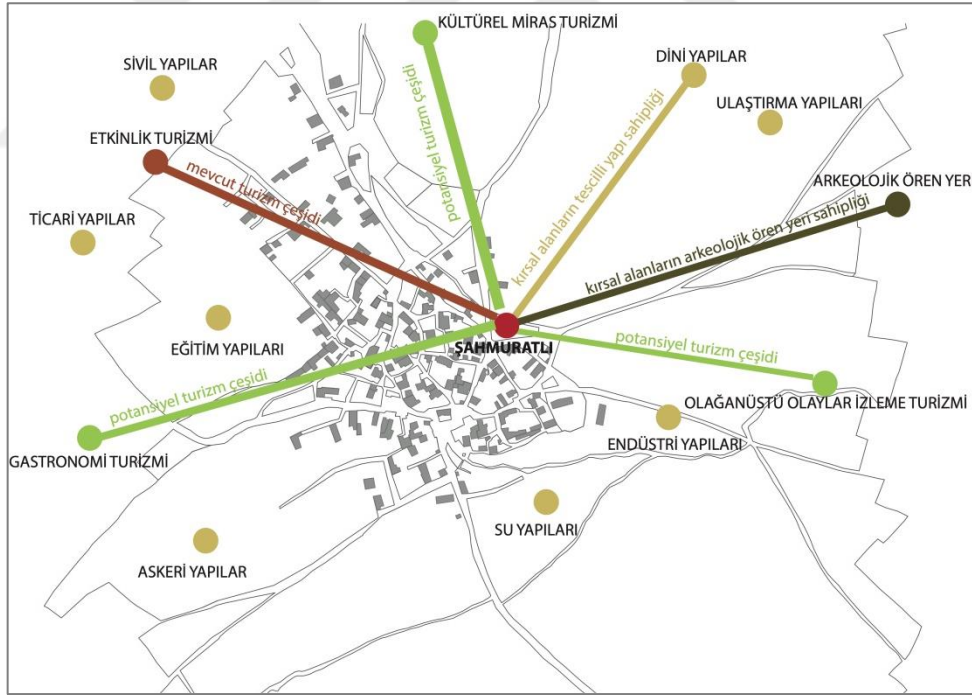 KÜLTÜREL MİRAS TURİZMİ
SİVİL YAPILAR
DİNİ YAPILAR
ULAŞTIRMA YAPILARI
ETKİNLİK TURİZMİ
mevcut turizm çeşidi
potansiyel turizm çeşidi
kırsal alanların tescilli yapı sahipliği
ARKEOLOJİK ÖREN YERİ
kırsal alanların arkeolojik ören yeri sahipliği
TİCARİ YAPILAR
EĞİTİM YAPILARI
ŞAHMURATLI
potansiyel turizm çeşidi
potansiyel turizm çeşidi
OLAĞANÜSTÜ OLAYLAR İZLEME TURİZMİ
ENDÜSTRİ YAPILARI
GASTRONOMİ TURİZMİ
SU YAPILARI
ASKERİ YAPILAR